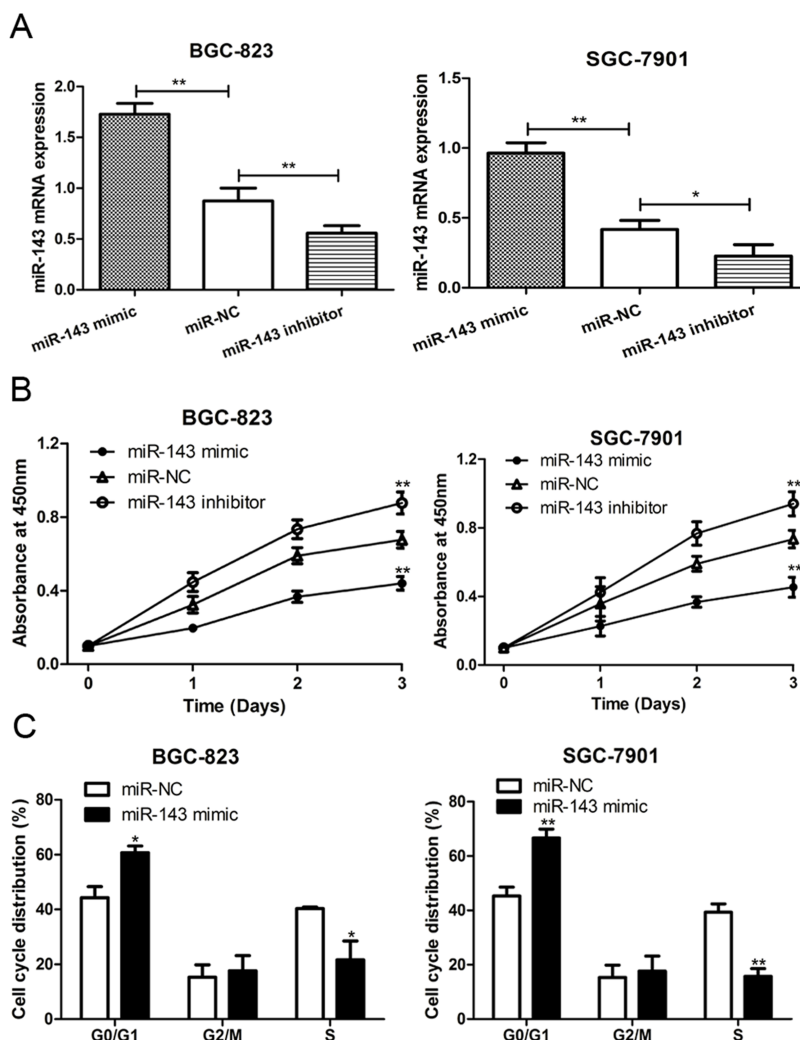 A
BGC-823
SGC-7901
miR-143 mRNA expression
2.0
1.5
1.0
0.5
0.0
**
**
miR-143 mimic
miR-NC
miR-143 inhibitor
miR-143 mRNA expression
1.5
1.0
0.5
0.0
**
*
miR-143 mimic
miR-NC
miR-143 inhibitor
B
BGC-823
miR-143 mimic
miR-NC
miR-143 inhibitor
Absorbance at 450nm
1.2
0.8
0.4
0.0
**
**
0 1 2 3
Time (Days)
SGC-7901
miR-143 mimic
miR-NC
miR-143 inhibitor
Absorbance at 450nm
1.2
0.8
0.4
0.0
**
**
0 1 2 3
Time (Days)
C
BGC-823
miR-NC
miR-143 mimic
Cell cycle distribution (%)
80
60
40
20
0
*
*
G0/G1 G2/M S
SGC-7901
miR-NC
miR-143 mimic
Cell cycle distribution (%)
80
60
40
20
0
**
**
G0/G1 G2/M S